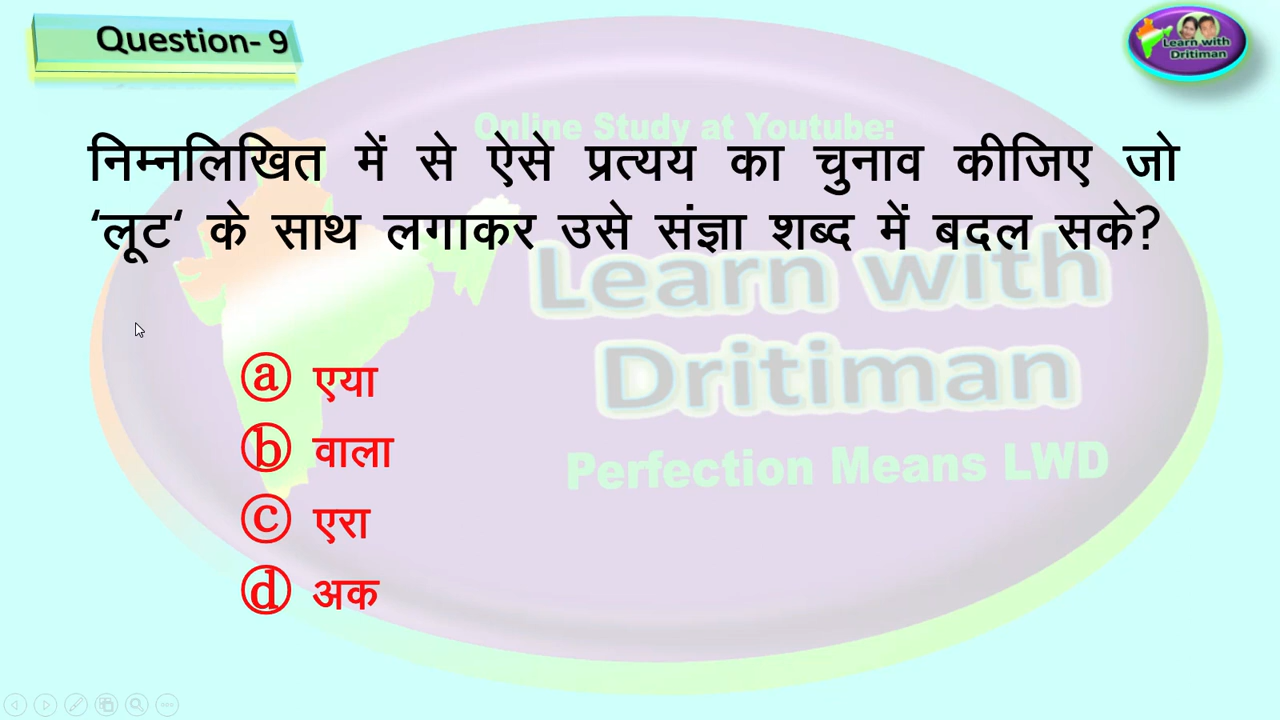 Question- 9
Learn with
Dritiman
Online Study at Youtube:
निम्नलिखित में से ऐसे प्रत्यय का चुनाव कीजिए जो
‘लूट‘ के साथ लगाकर उसे संज्ञा शब्द में बदल सके?
Learn with
Dritiman
ⓐ एया
ⓑ वाला
Perfection Means LWD
ⓒ एरा
ⓓ अक